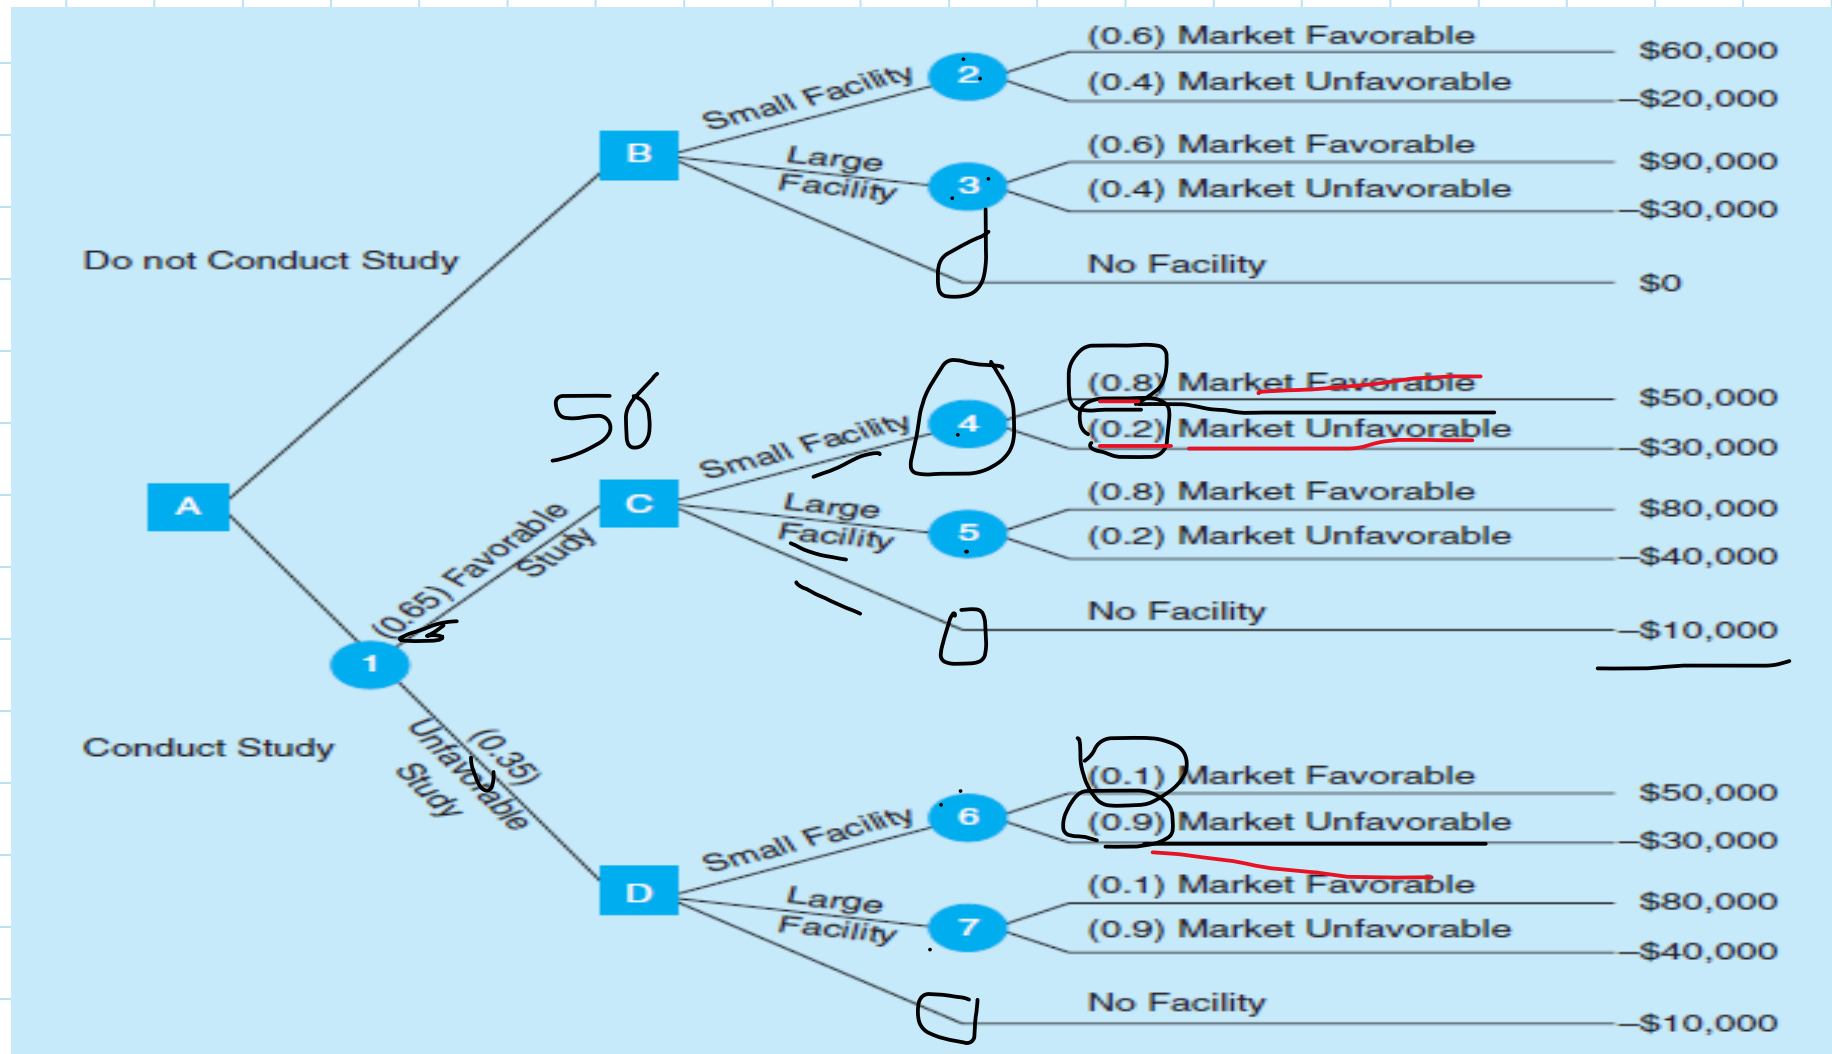 (0.6) Market Favorable
$60,000
2
Small Facility
(0.4) Market Unfavorable
–$20,000
B
(0.6) Market Favorable
$90,000
Large
Facility
3
(0.4) Market Unfavorable
–$30,000
Do not Conduct Study
No Facility
$0
(0.8) Market Favorable
$50,000
50
4
Small Facility
(0.2) Market Unfavorable
–$30,000
A
C
(0.8) Market Favorable
$80,000
Large
Facility
5
(0.2) Market Unfavorable
–$40,000
(0.65) Favorable
Study
No Facility
–$10,000
1
Conduct Study
(0.35)
Unfavorable
Study
(0.1) Market Favorable
$50,000
6
Small Facility
(0.9) Market Unfavorable
–$30,000
D
(0.1) Market Favorable
$80,000
Large
Facility
7
(0.9) Market Unfavorable
–$40,000
No Facility
–$10,000